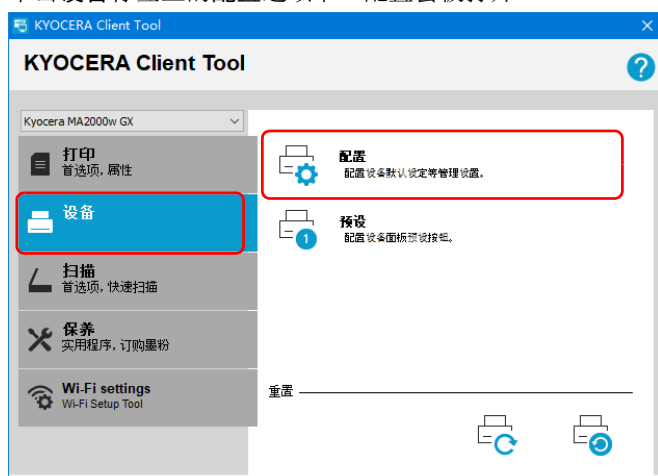 KYOCERA Client Tool
KYOCERA Client Tool
?
Kyocera MA2000w GX
打印
首选项, 属性
设备
扫描
首选项, 快速扫描
保养
实用程序, 订购墨粉
Wi-Fi settings
Wi-Fi Setup Tool
配置
配置设备默认设定等管理设置。
预设
1
配置设备面板预设按钮。
重置